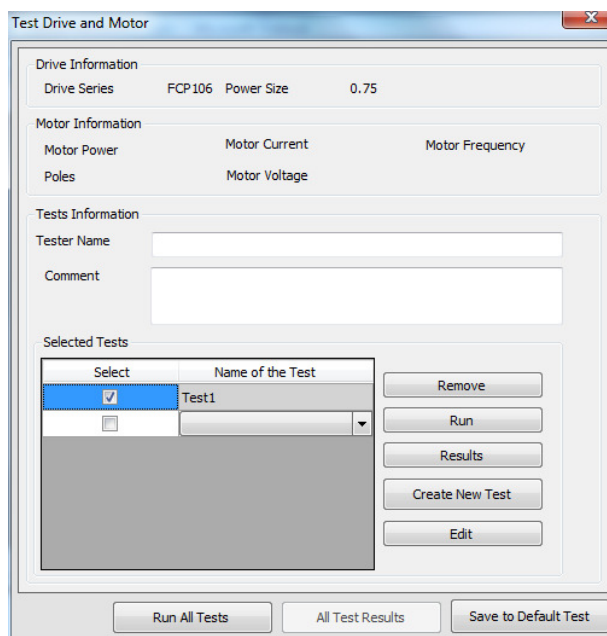 Test Drive and Motor
Drive Information
Drive Series FCP106 Power Size 0.75
Motor Information
Motor Power Motor Current Motor Frequency
Poles Motor Voltage
Tests Information
Tester Name
Comment
Selected Tests
Select Name of the Test
Test1
Remove
Run
Results
Create New Test
Edit
Run All Tests All Test Results Save to Default Test